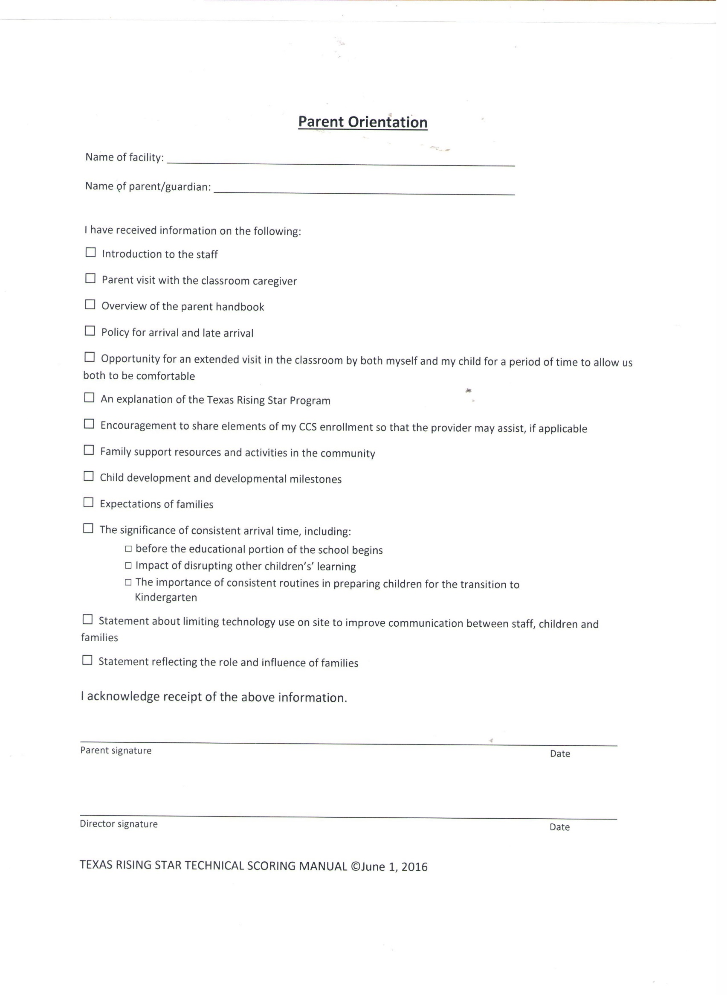 Parent Orientation
Name of facility:
Name of parent/guardian:
I have received information on the following:
☐ Introduction to the staff
☐ Parent visit with the classroom caregiver
☐ Overview of the parent handbook
☐ Policy for arrival and late arrival
☐ Opportunity for an extended visit in the classroom by both myself and my child for a period of time to allow us
both to be comfortable
☐ An explanation of the Texas Rising Star Program
☐ Encouragement to share elements of my CCS enrollment so that the provider may assist, if applicable
☐ Family support resources and activities in the community
☐ Child development and developmental milestones
☐ Expectations of families
☐ The significance of consistent arrival time, including:
☐ before the educational portion of the school begins
☐ Impact of disrupting other children’s’ learning
☐ The importance of consistent routines in preparing children for the transition to
Kindergarten
☐ Statement about limiting technology use on site to improve communication between staff, children and
families
☐ Statement reflecting the role and influence of families
I acknowledge receipt of the above information.
Parent signature Date
Director signature Date
TEXAS RISING STAR TECHNICAL SCORING MANUAL ©June 1, 2016